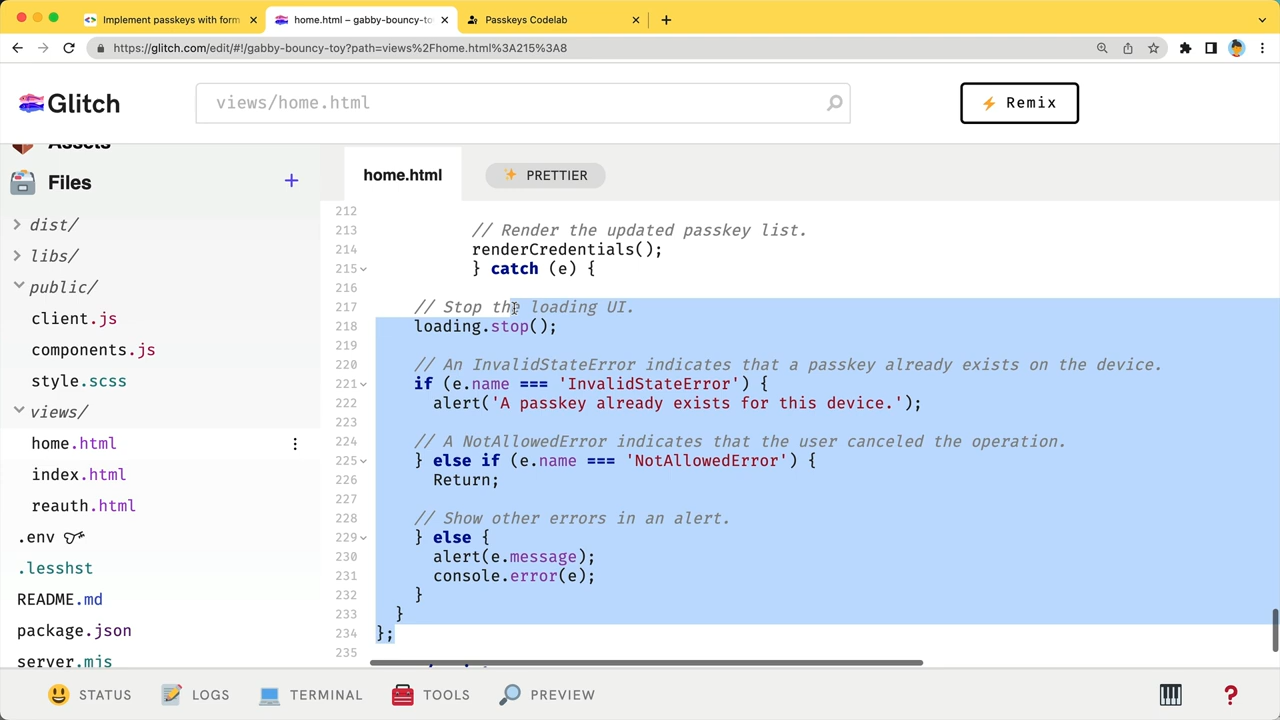 Implement passkeys with form
home.html – gabby-bouncy-to
Passkeys Codelab
https://glitch.com/edit/#!/gabby-bouncy-toy?path=views%2Fhome.html%3A215%3A8
Glitch
views/home.html
Remix
Assets
Files
home.html
PRETTIER
dist/
libs/
public/
client.js
components.js
style.scss
views/
home.html
index.html
reauth.html
.env
.lesshst
README.md
package.json
server.mjs
212
213 // Render the updated passkey list.
214 renderCredentials();
215 } catch (e) {
216
217 // Stop the loading UI.
218 loading.stop();
219
220 // An InvalidStateError indicates that a passkey already exists on the device.
221 if (e.name === 'InvalidStateError') {
222 alert('A passkey already exists for this device.');
223
224 // A NotAllowedError indicates that the user canceled the operation.
225 } else if (e.name === 'NotAllowedError') {
226 Return;
227
228 // Show other errors in an alert.
229 } else {
230 alert(e.message);
231 console.error(e);
232 }
233 }
234 };
235
STATUS
LOGS
TERMINAL
TOOLS
PREVIEW
?